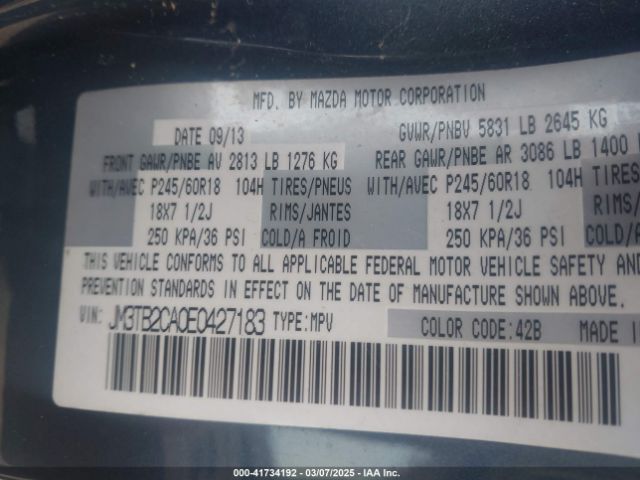 MFD. BY MAZDA MOTOR CORPORATION
DATE 09/13 GVWR/PNBV 5831 LB 2645 KG
FRONT GAWR/PNBE AV 2813 LB 1276 KG REAR GAWR/PNBE AR 3086 LB 1400
WITH/AVEC P245/60R18 104H TIRES/PNEUS WITH/AVEC P245/60R18 104H TIRES
18X7 1/2J RIMS/JANTES 18X7 1/2J RIMS/
250 KPA/36 PSI COLD/A FROID 250 KPA/36 PSI COLD/
THIS VEHICLE CONFORMS TO ALL APPLICABLE FEDERAL MOTOR VEHICLE SAFETY AND
PREVENTION STANDARDS IN EFFECT ON THE DATE OF MANUFACTURE SHOWN ABOVE.
VIN: JM3TB2CA0E0427183 TYPE:MPV COLOR CODE:42B MADE I
00-41734192 - 03/07/2025 - IAA Inc.